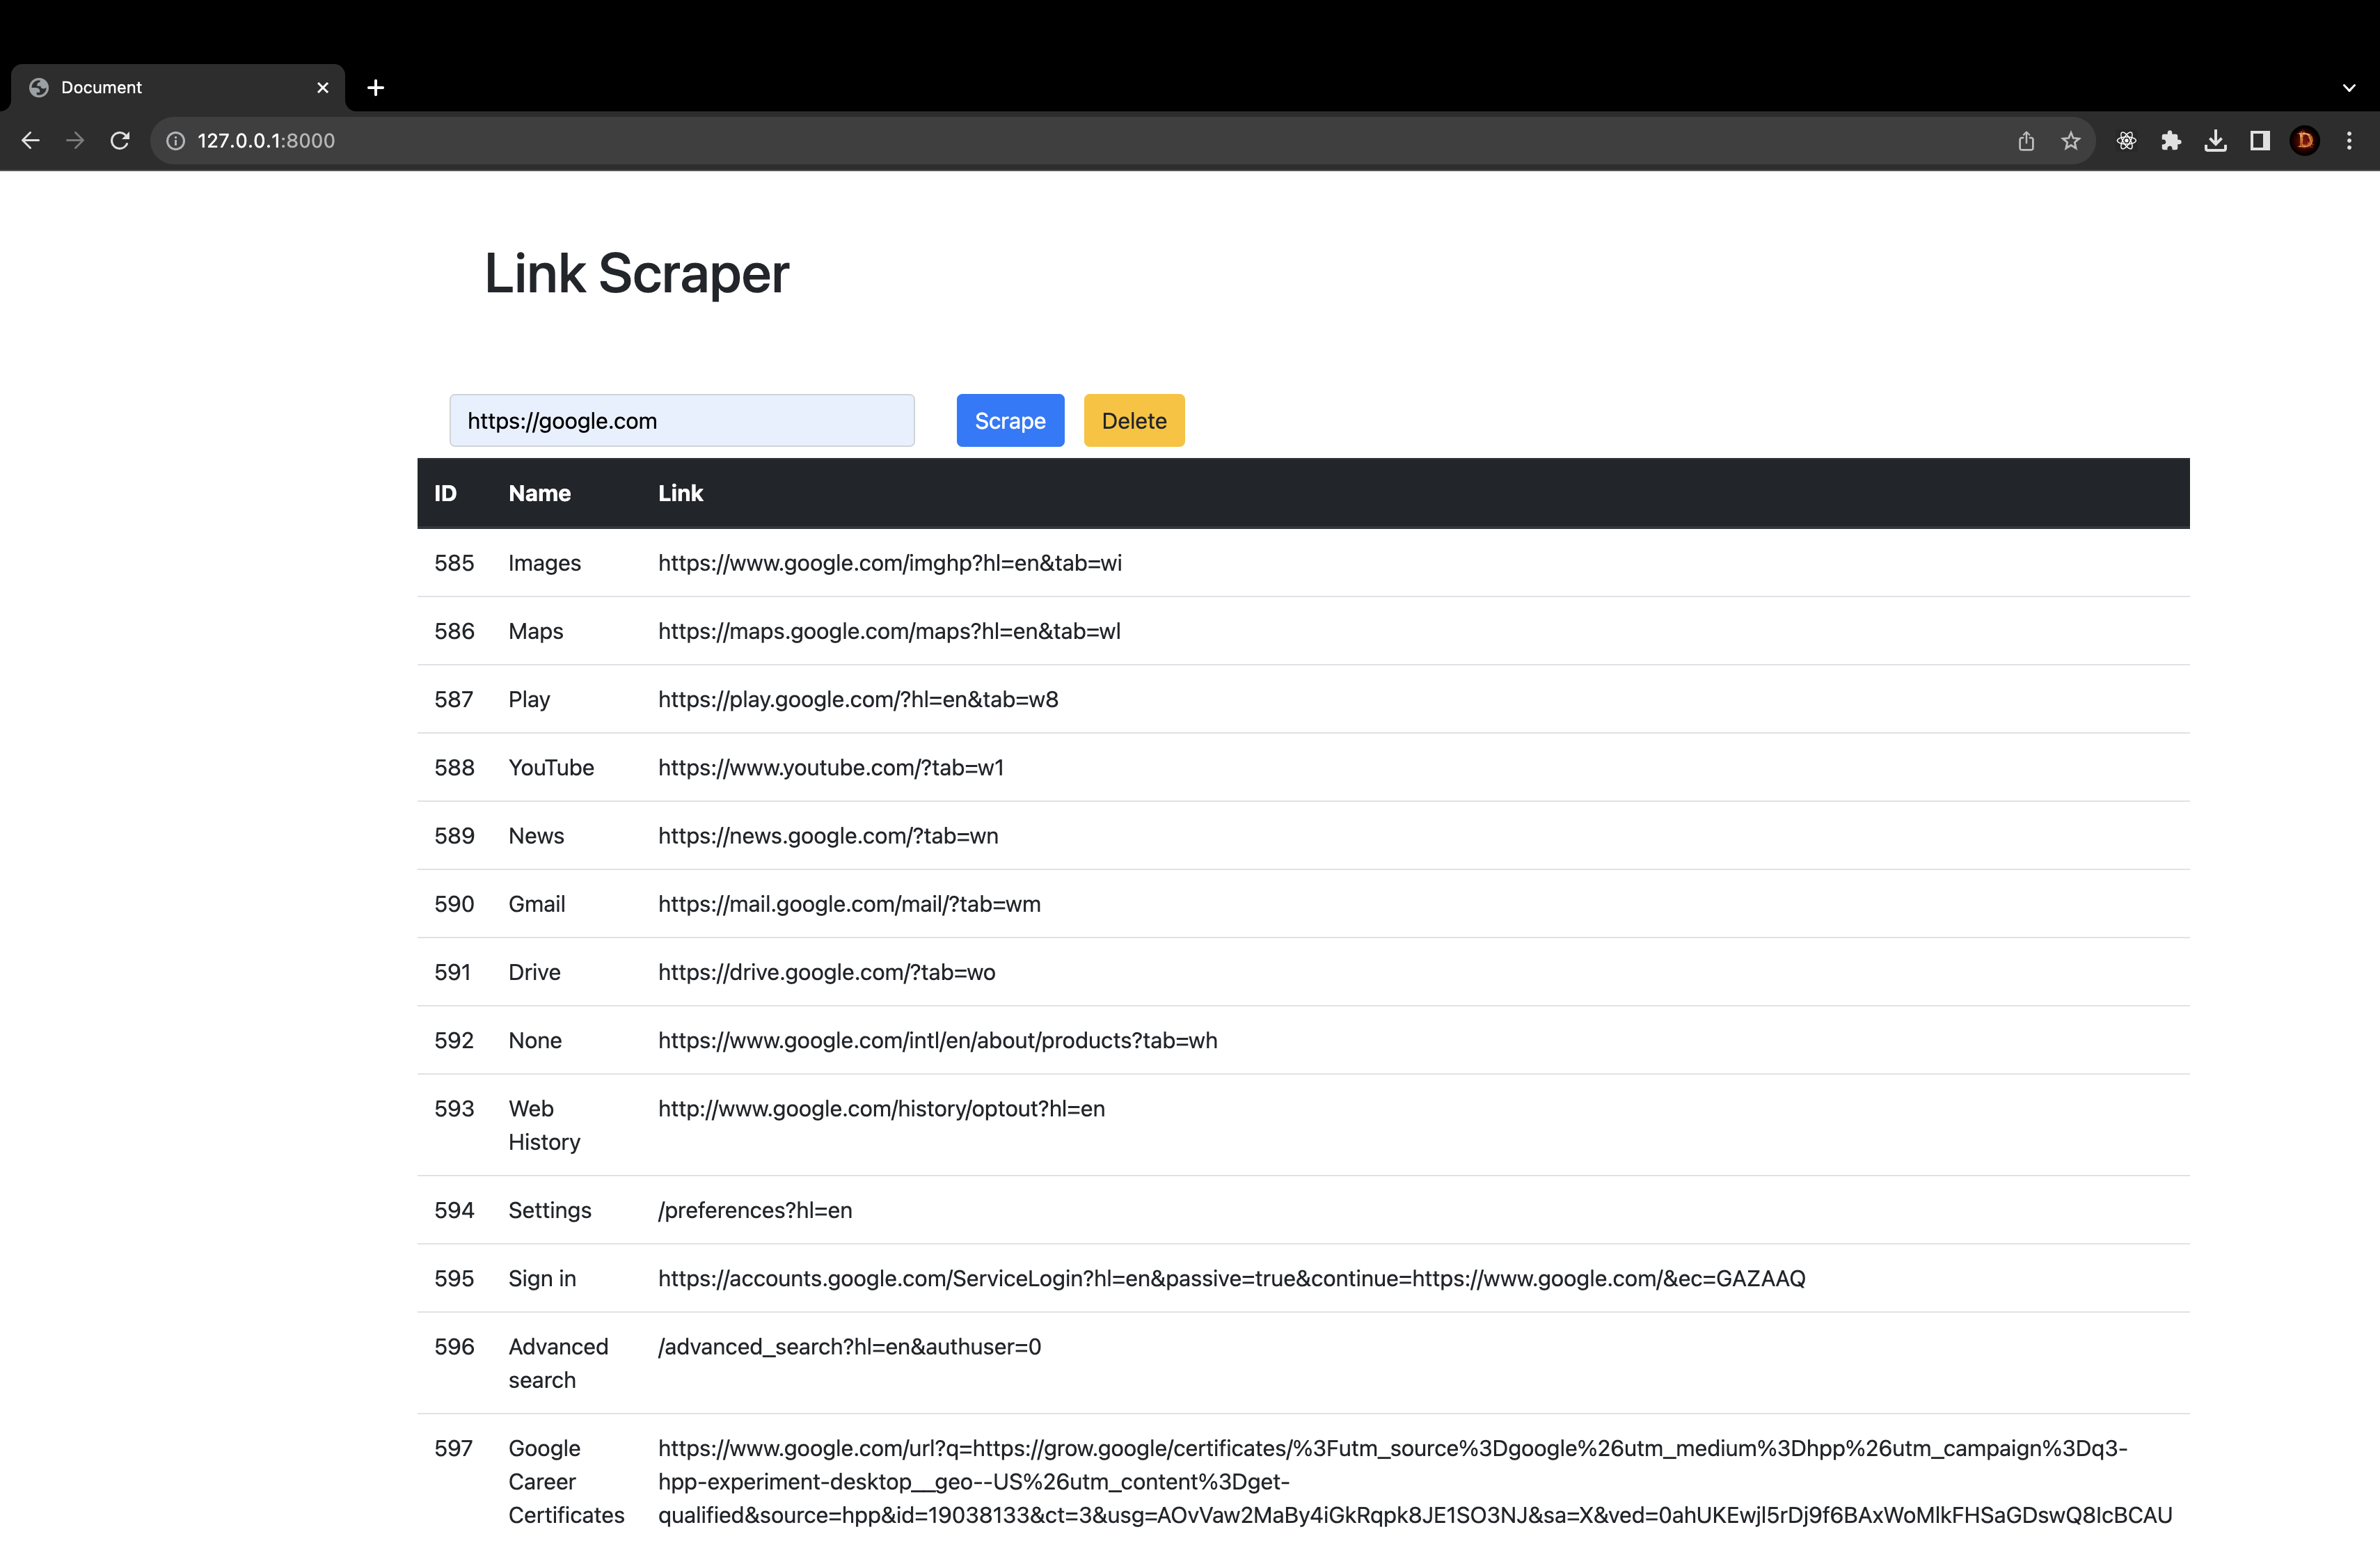 Document
127.0.0.1:8000
Link Scraper
https://google.com Scrape Delete
ID Name Link
585 Images https://www.google.com/imghp?hl=en&tab=wi
586 Maps https://maps.google.com/maps?hl=en&tab=wl
587 Play https://play.google.com/?hl=en&tab=w8
588 YouTube https://www.youtube.com/?tab=w1
589 News https://news.google.com/?tab=wn
590 Gmail https://mail.google.com/mail/?tab=wm
591 Drive https://drive.google.com/?tab=wo
592 None https://www.google.com/intl/en/about/products?tab=wh
593 Web http://www.google.com/history/optout?hl=en
History
594 Settings /preferences?hl=en
595 Sign in https://accounts.google.com/ServiceLogin?hl=en&passive=true&continue=https://www.google.com/&ec=GAZAAQ
596 Advanced /advanced_search?hl=en&authuser=0
search
597 Google https://www.google.com/url?q=https://grow.google/certificates/%3Futm_source%3Dgoogle%26utm_medium%3Dhpp%26utm_campaign%3Dq3-
Career hpp-experiment-desktop__geo--US%26utm_content%3Dget-
Certificates qualified&source=hpp&id=19038133&ct=3&usg=AOvVaw2MaBy4iGkRqpk8JE1SO3NJ&sa=X&ved=0ahUKEwjl5rDj9f6BAxWoMlkFHSaGDswQ8IcBCAU